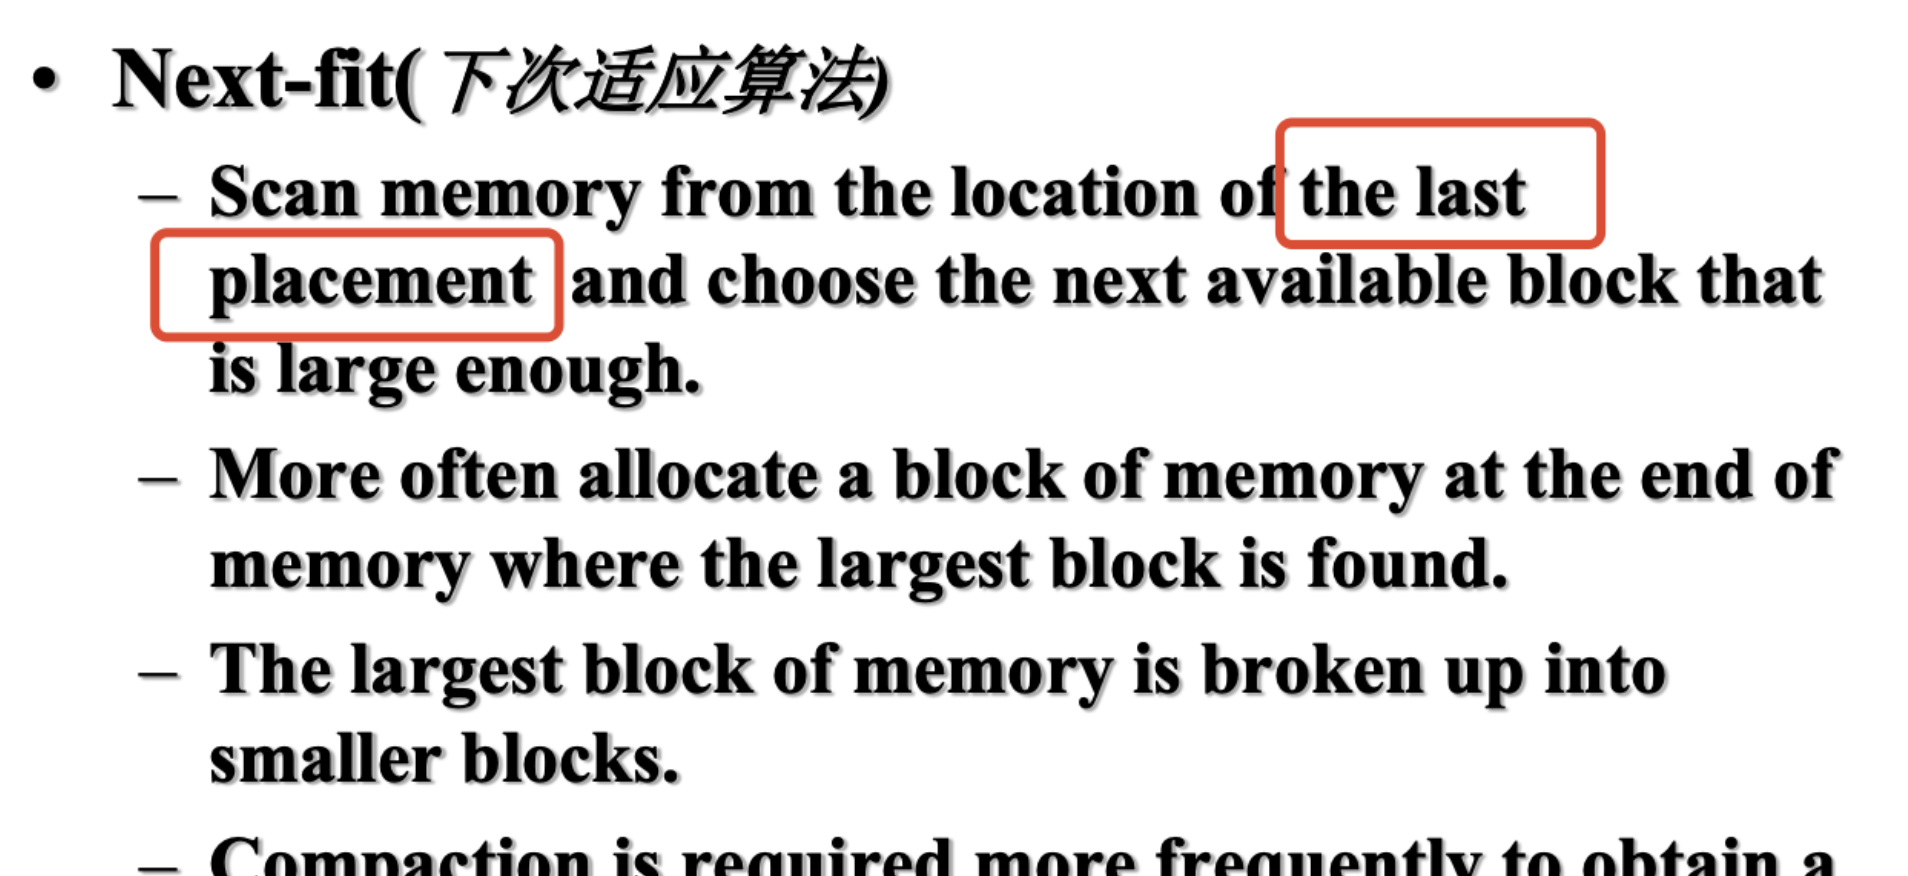 • Next-fit(下次适应算法)
– Scan memory from the location of the last
placement and choose the next available block that
is large enough.
– More often allocate a block of memory at the end of
memory where the largest block is found.
– The largest block of memory is broken up into
smaller blocks.
– Compaction is required more frequently to obtain a